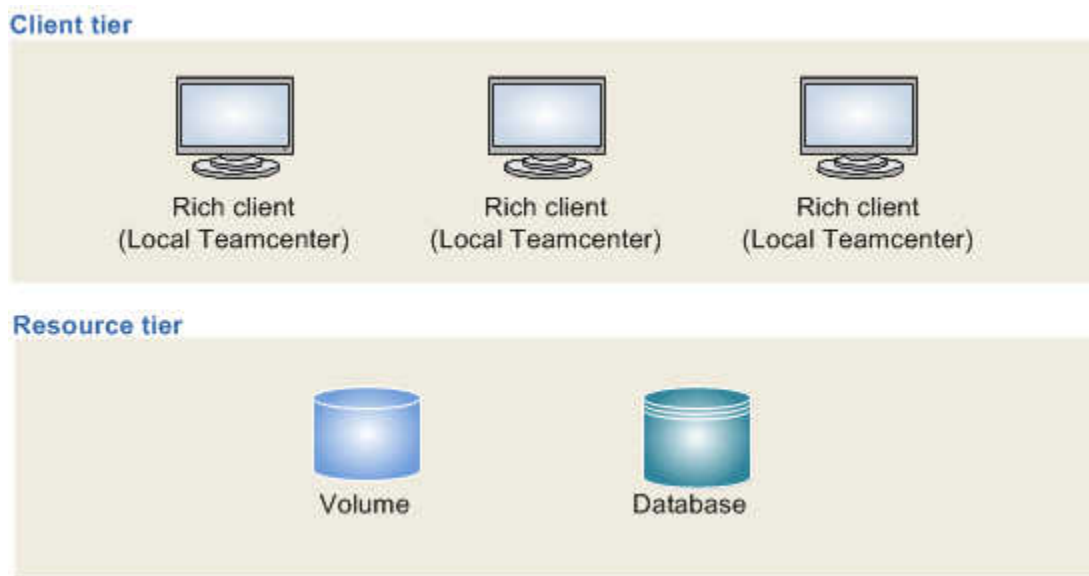 Client tier
Rich client
(Local Teamcenter)
Rich client
(Local Teamcenter)
Rich client
(Local Teamcenter)
Resource tier
Volume
Database